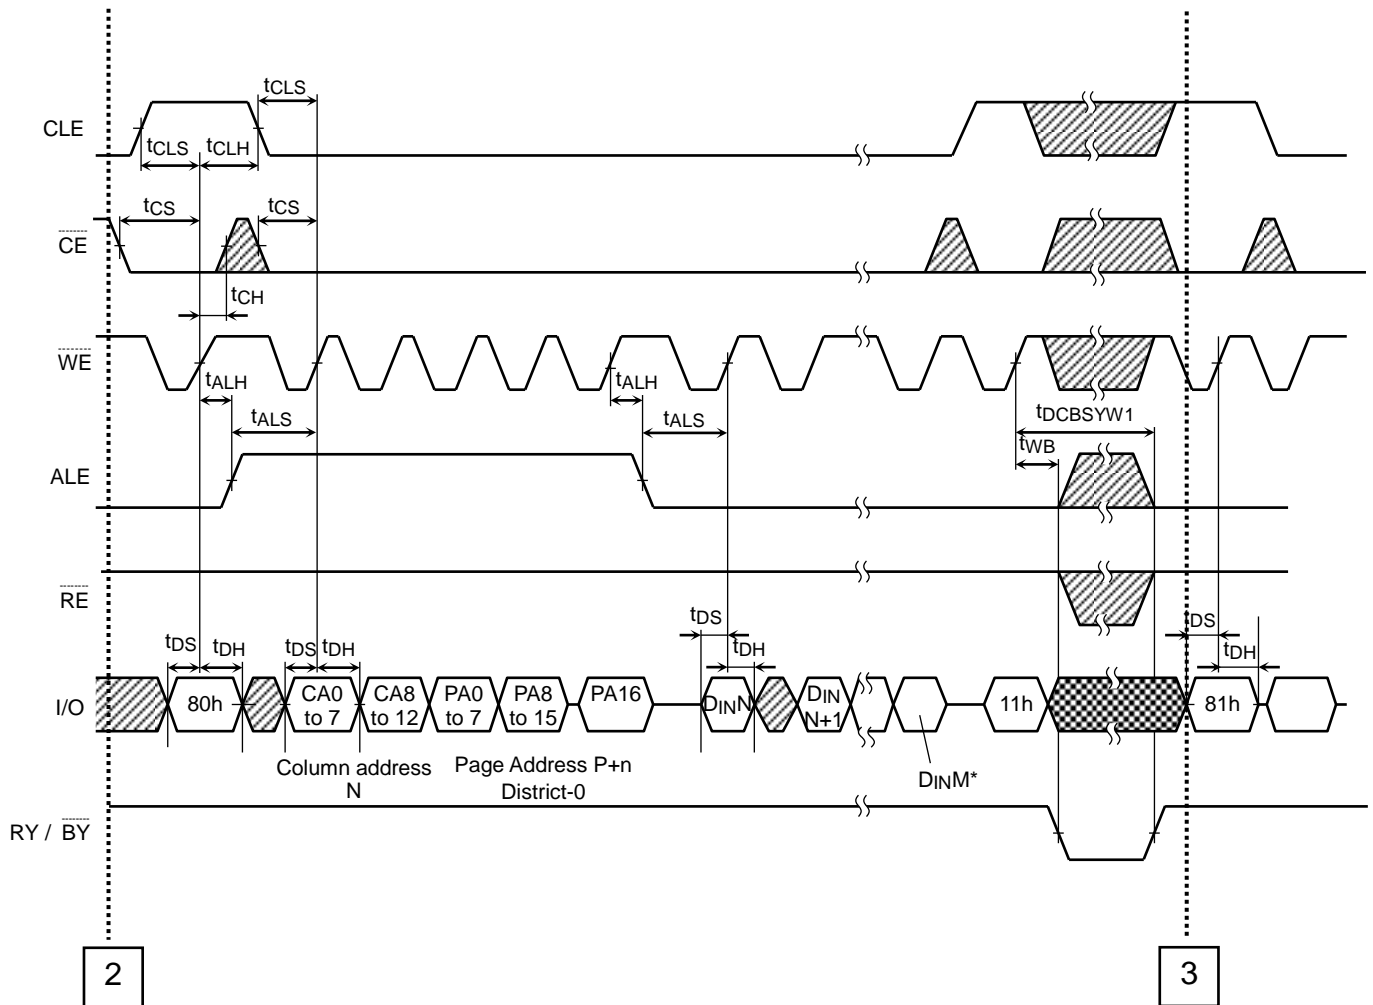 tCLS
CLE
tCLS
tCLH
tCS
tCS
CE
tCH
WE
tALH
tALH
tDCBSYW1
tALS
tALS
tWB
ALE
RE
tDS
tDH
tDS
tDH
tDS
tDH
tDS
tDH
I/O
80h
CA0 to 7
CA8 to 12
PA0 to 7
PA8 to 15
PA16
DINN
DIN N+1
11h
81h
Column address N
Page Address P+n
District-0
DINM*
RY / BY
2
3